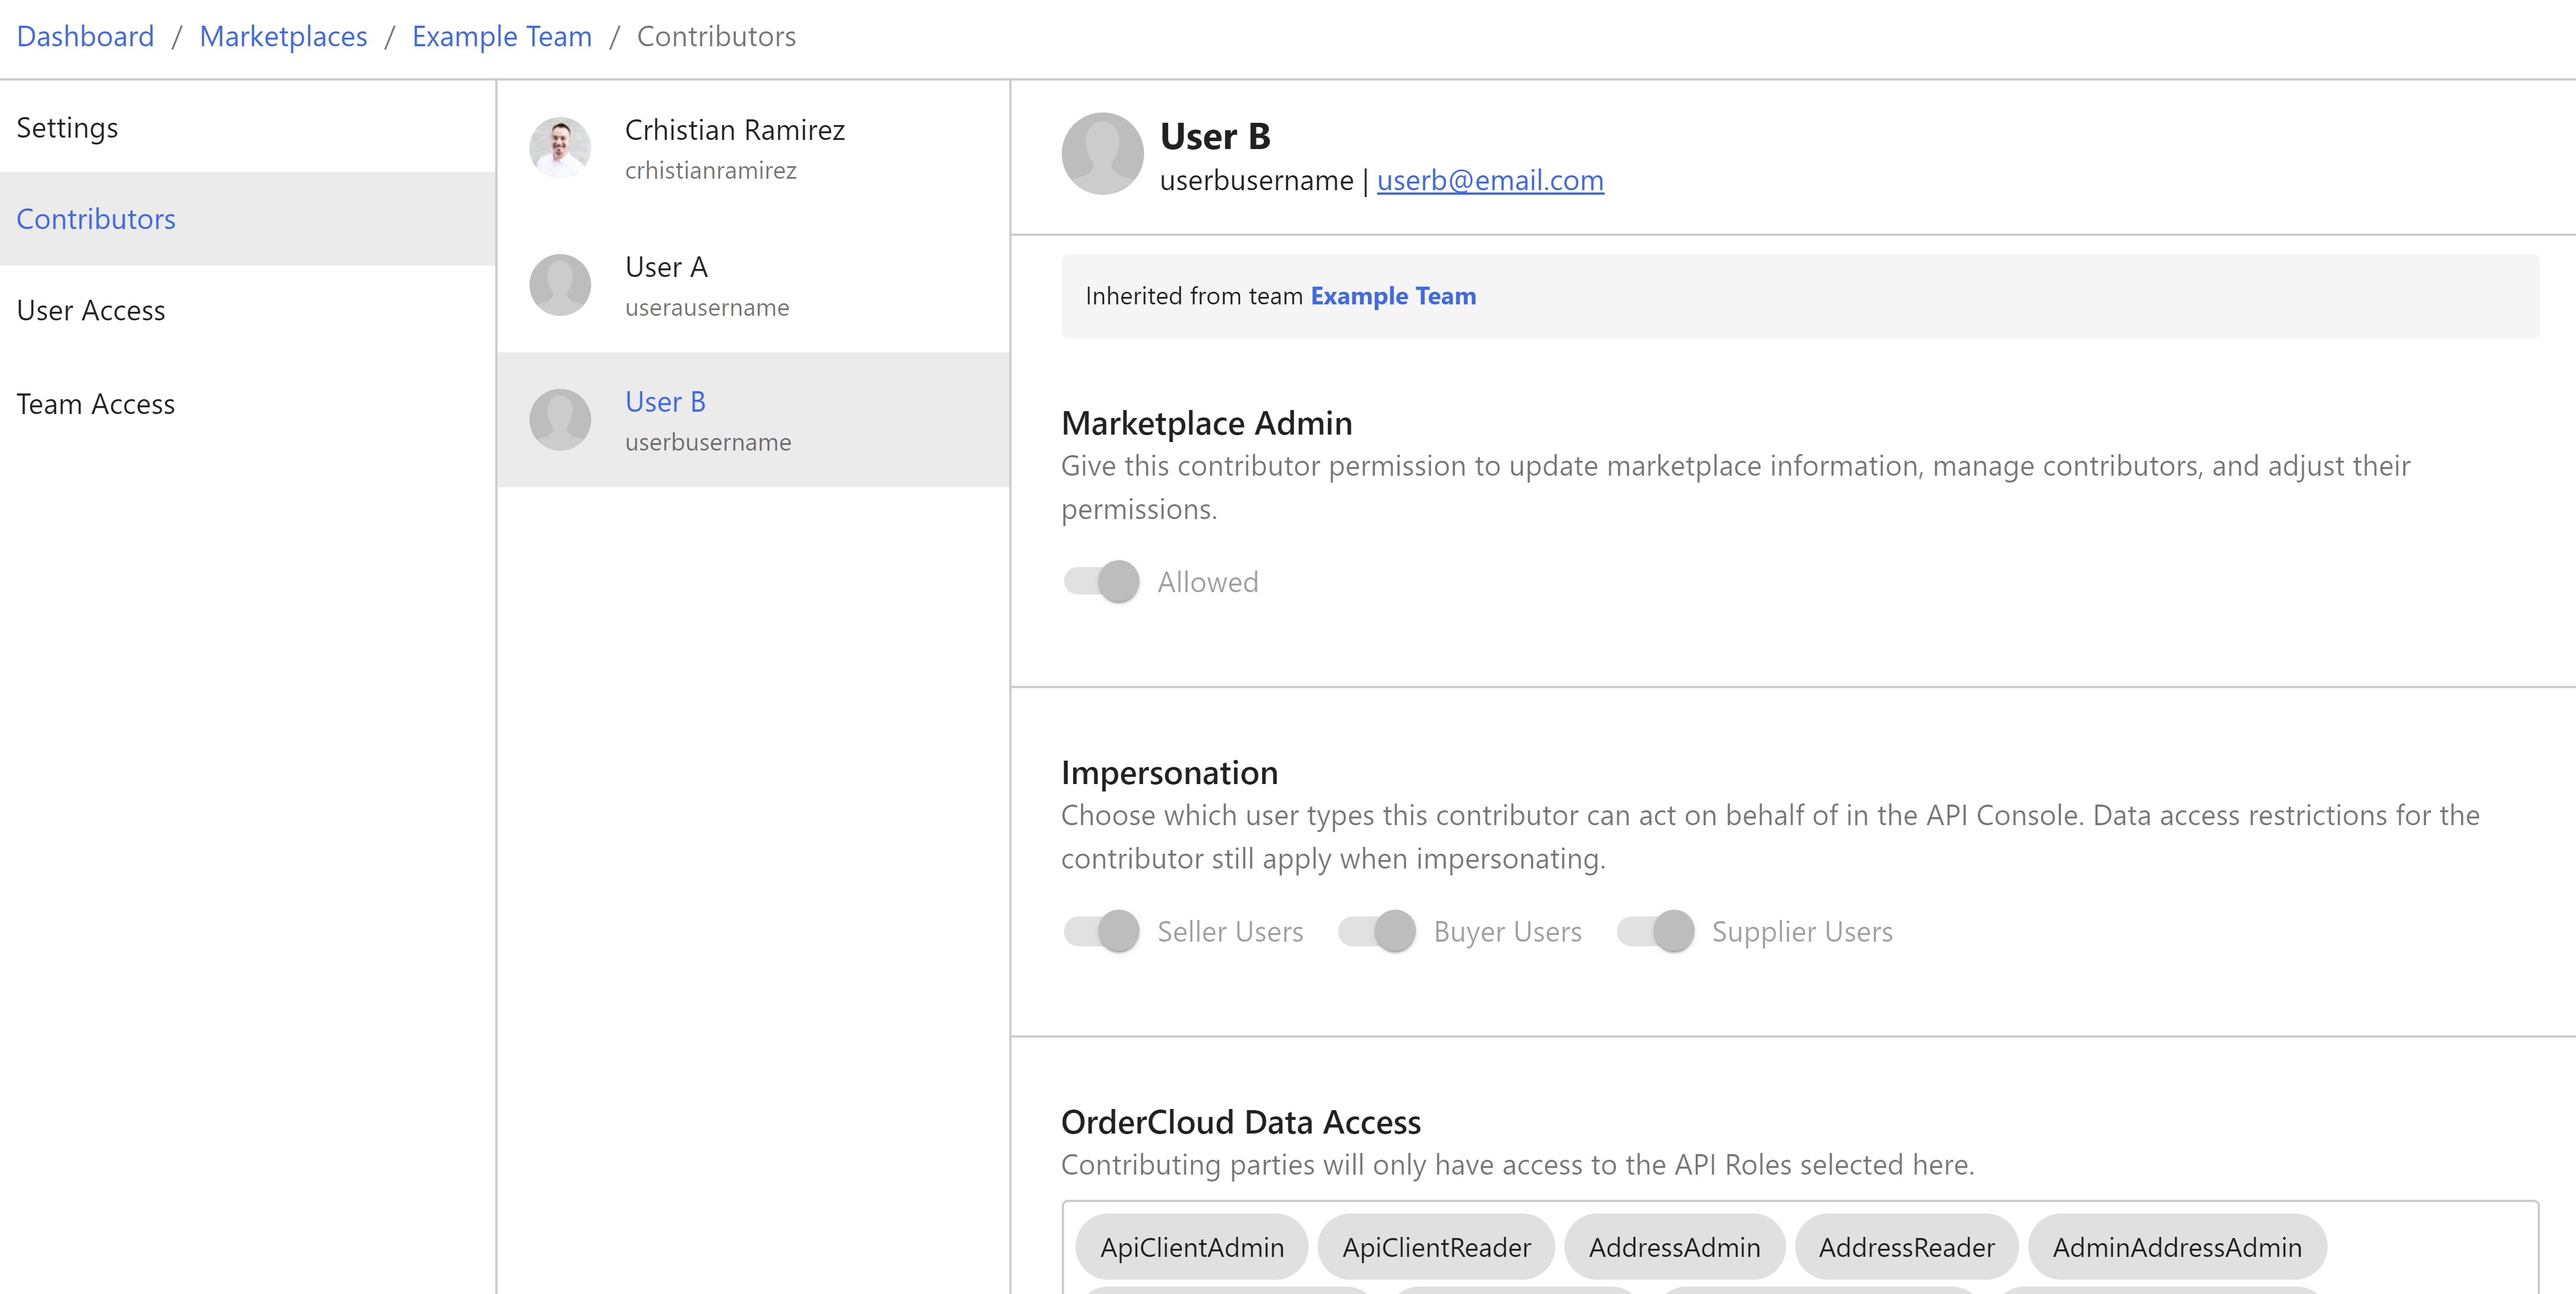 Dashboard / Marketplaces / Example Team / Contributors
Settings
Contributors
User Access
Team Access
Crhistian Ramirez
crhistianramirez
User A
userausername
User B
userbusername
User B
userbusername | userb@email.com
Inherited from team Example Team
Marketplace Admin
Give this contributor permission to update marketplace information, manage contributors, and adjust their
permissions.
Allowed
Impersonation
Choose which user types this contributor can act on behalf of in the API Console. Data access restrictions for the
contributor still apply when impersonating.
Seller Users Buyer Users Supplier Users
OrderCloud Data Access
Contributing parties will only have access to the API Roles selected here.
ApiClientAdmin ApiClientReader AddressAdmin AddressReader AdminAddressAdmin